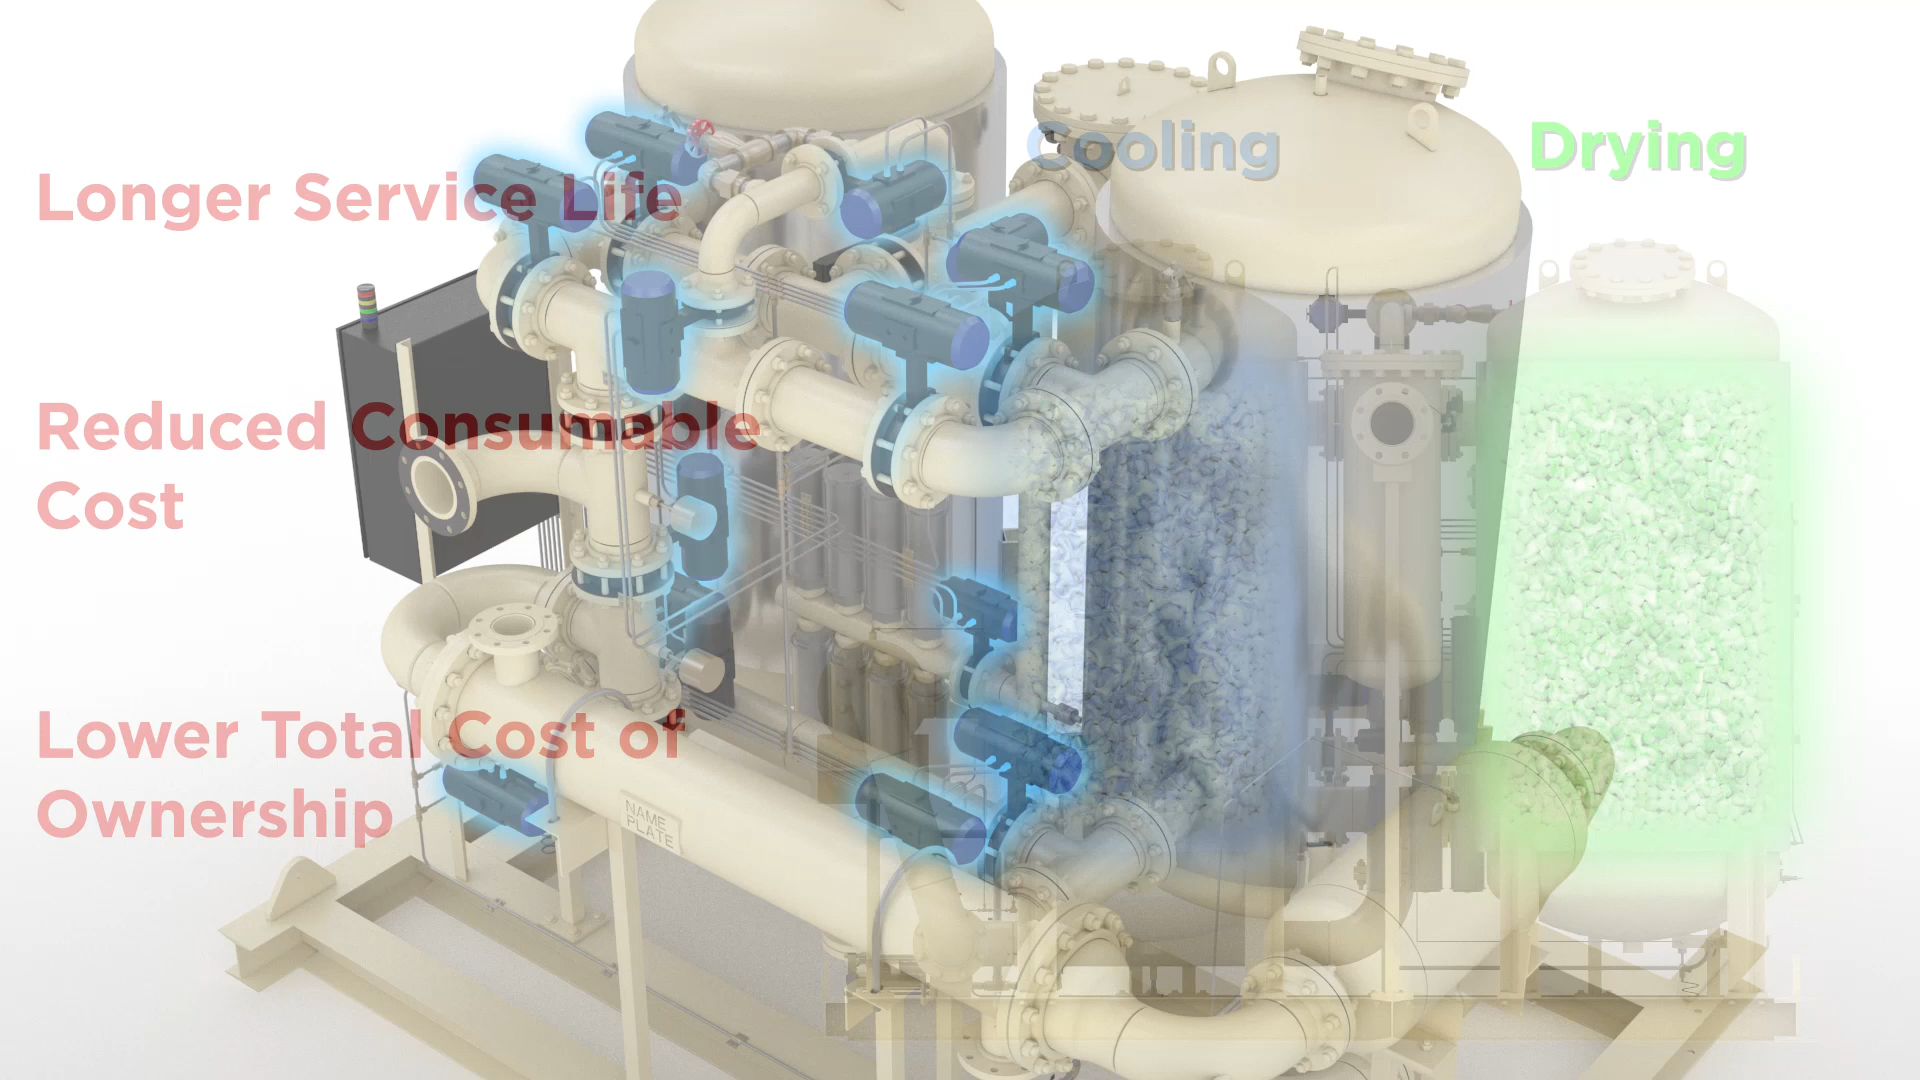 Cooling
Drying
Longer Service Life
Reduced Consumable
Cost
Lower Total Cost of
Ownership
NAME
PLATE